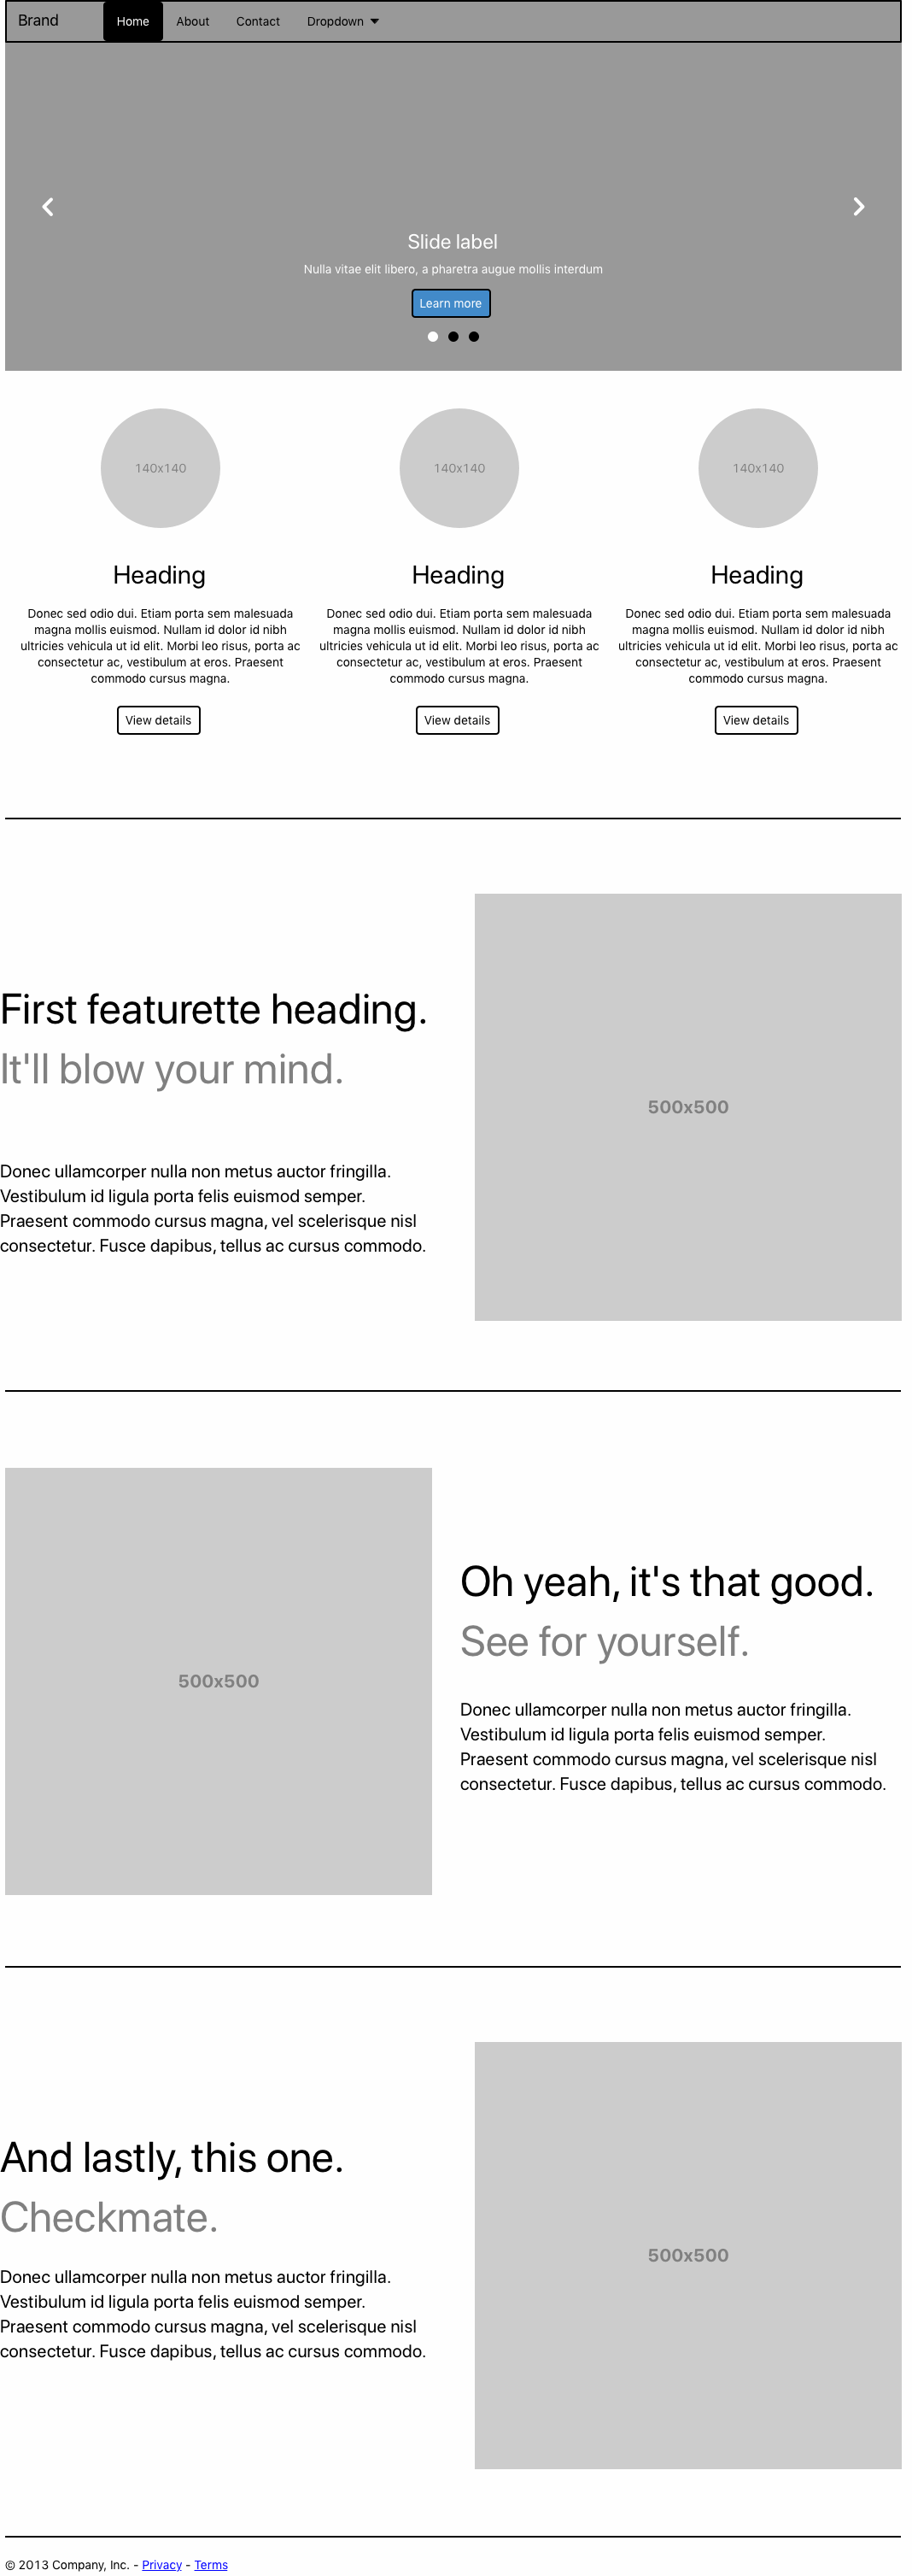 Brand Home About Contact Dropdown
Slide label
Nulla vitae elit libero, a pharetra augue mollis interdum
Learn more
140x140 140x140 140x140
Heading
Donec sed odio dui. Etiam porta sem malesuada
magna mollis euismod. Nullam id dolor id nibh
ultricies vehicula ut id elit. Morbi leo risus, porta ac
consectetur ac, vestibulum at eros. Praesent
commodo cursus magna.
View details
Heading
Donec sed odio dui. Etiam porta sem malesuada
magna mollis euismod. Nullam id dolor id nibh
ultricies vehicula ut id elit. Morbi leo risus, porta ac
consectetur ac, vestibulum at eros. Praesent
commodo cursus magna.
View details
Heading
Donec sed odio dui. Etiam porta sem malesuada
magna mollis euismod. Nullam id dolor id nibh
ultricies vehicula ut id elit. Morbi leo risus, porta ac
consectetur ac, vestibulum at eros. Praesent
commodo cursus magna.
View details
First featurette heading.
It'll blow your mind.
Donec ullamcorper nulla non metus auctor fringilla.
Vestibulum id ligula porta felis euismod semper.
Praesent commodo cursus magna, vel scelerisque nisl
consectetur. Fusce dapibus, tellus ac cursus commodo.
500x500
500x500
Oh yeah, it's that good.
See for yourself.
Donec ullamcorper nulla non metus auctor fringilla.
Vestibulum id ligula porta felis euismod semper.
Praesent commodo cursus magna, vel scelerisque nisl
consectetur. Fusce dapibus, tellus ac cursus commodo.
And lastly, this one.
Checkmate.
Donec ullamcorper nulla non metus auctor fringilla.
Vestibulum id ligula porta felis euismod semper.
Praesent commodo cursus magna, vel scelerisque nisl
consectetur. Fusce dapibus, tellus ac cursus commodo.
500x500
© 2013 Company, Inc. - Privacy - Terms